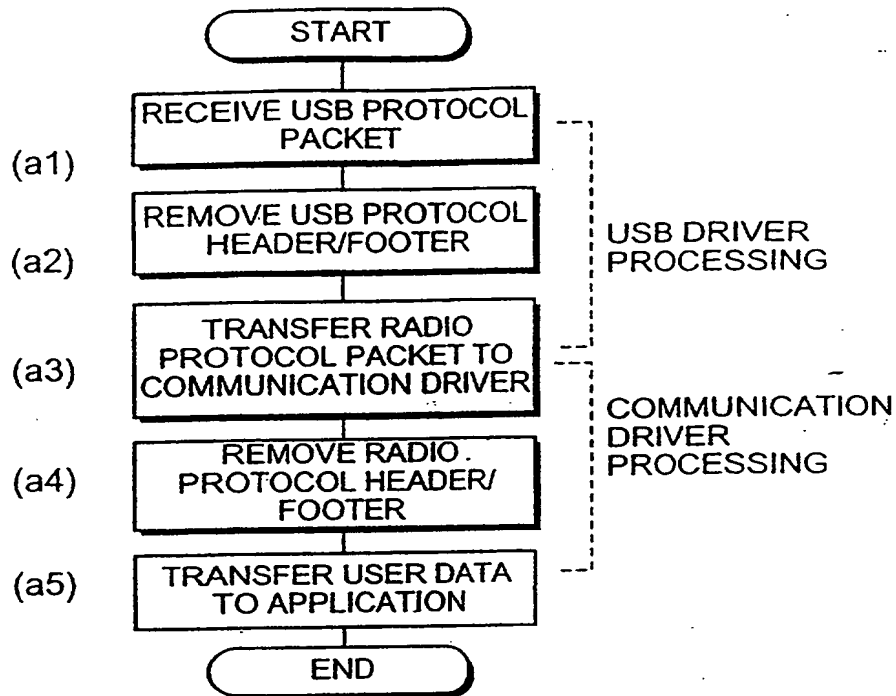 START
RECEIVE USB PROTOCOL
PACKET
(a1)
REMOVE USB PROTOCOL
HEADER/FOOTER
(a2)
USB DRIVER
PROCESSING
TRANSFER RADIO
PROTOCOL PACKET TO
COMMUNICATION DRIVER
(a3)
COMMUNICATION
DRIVER
PROCESSING
REMOVE RADIO
PROTOCOL HEADER/
FOOTER
(a4)
TRANSFER USER DATA
TO APPLICATION
(a5)
END